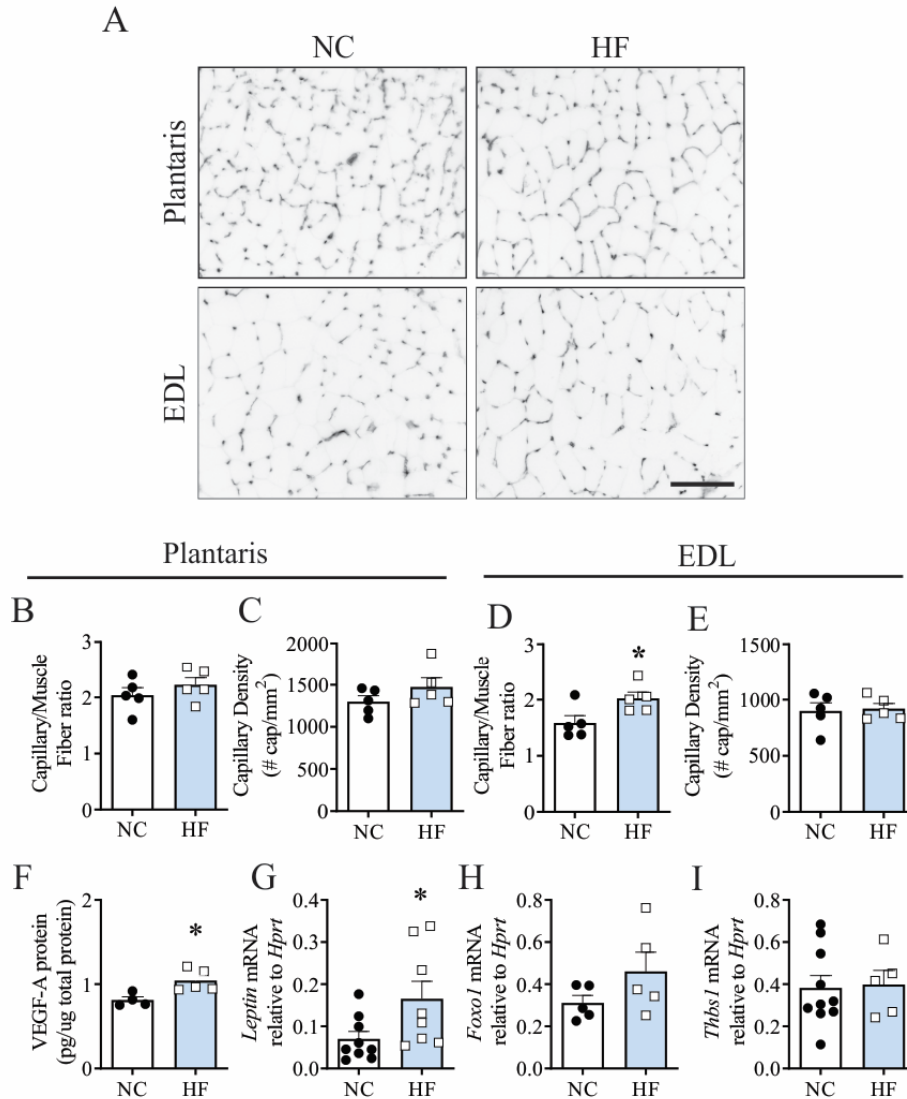 A
NC HF
Plantaris
EDL
Plantaris EDL
B
Capillary/Muscle
Fiber ratio
3
2
1
0
NC HF
C
Capillary Density
(# cap/mm²)
2000
1500
1000
500
0
NC HF
D
Capillary/Muscle
Fiber ratio
3
2
1
0
*
NC HF
E
Capillary Density
(# cap/mm²)
1500
1000
500
0
NC HF
F
VEGF-A protein
(pg/ug total protein)
2
1
0
*
NC HF
G
Leptin mRNA
relative to Hprt
0.4
0.3
0.2
0.1
0.0
*
NC HF
H
Foxo1 mRNA
relative to Hprt
0.8
0.6
0.4
0.2
0.0
NC HF
I
Thbs1 mRNA
relative to Hprt
0.8
0.6
0.4
0.2
0.0
NC HF